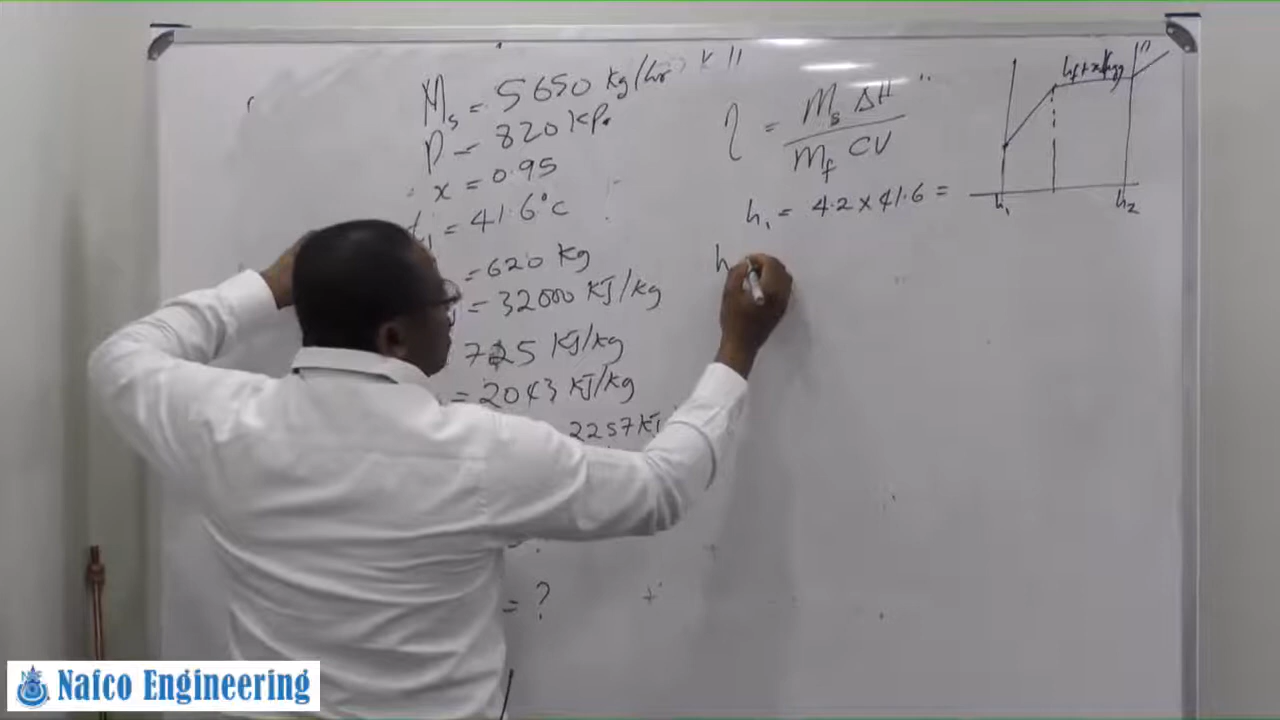 Ms = 5650 kg/hr
P = 820 kPa
x = 0.95
t1 = 41.6°C
= 620 kg
= 32000 KJ/kg
725 KJ/kg
= 2043 KJ/kg
2257 KJ
= ?
η = Ms ΔH / Mf CV
h1 = 4.2 × 41.6 =
h
hf + x hfg
h1 h2
Nafco Engineering